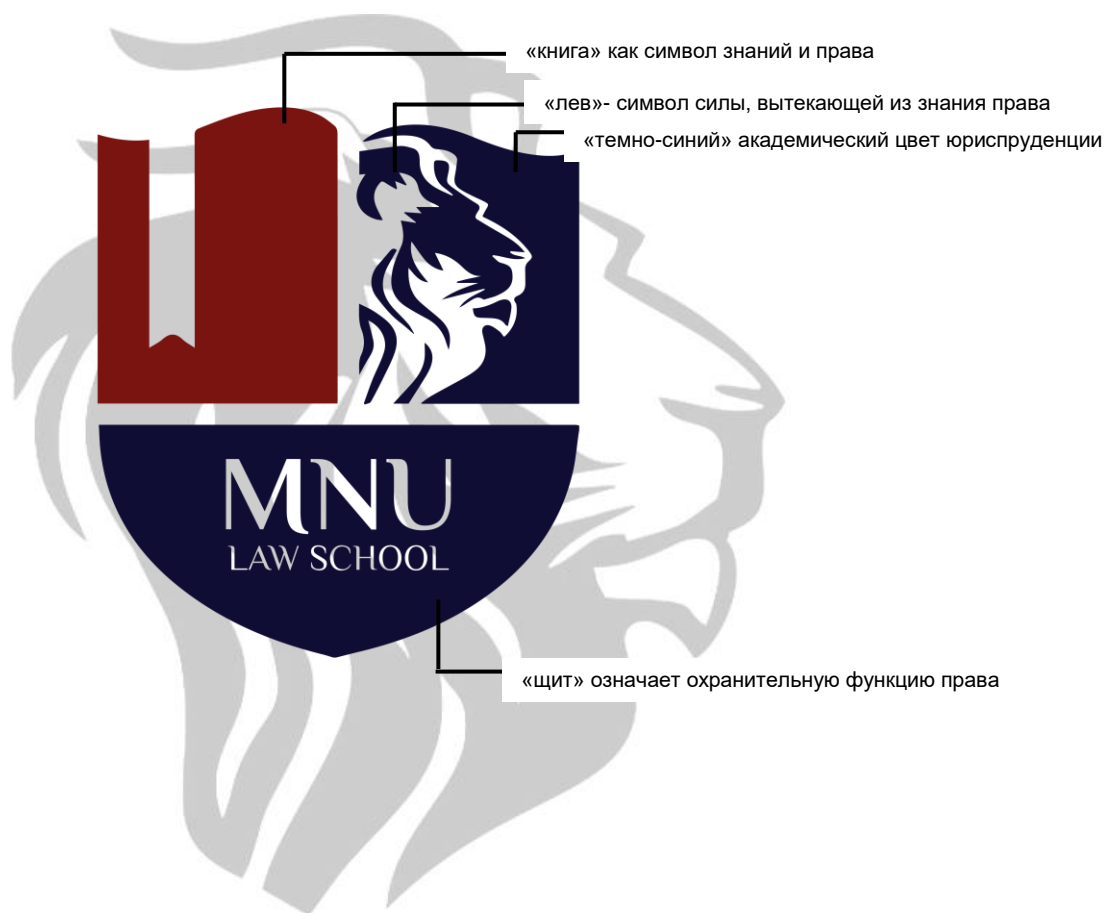 «книга» как символ знаний и права
«лев»- символ силы, вытекающей из знания права
«темно-синий» академический цвет юриспруденции
MNU
LAW SCHOOL
«щит» означает охранительную функцию права